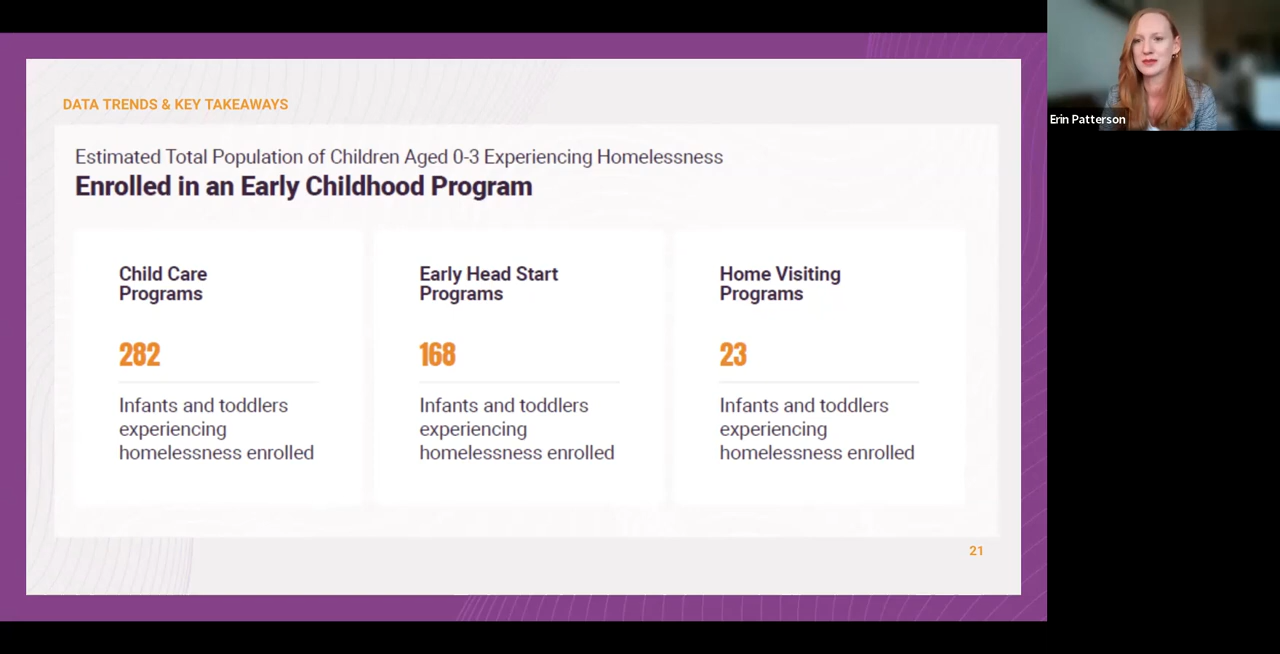 DATA TRENDS & KEY TAKEAWAYS
Estimated Total Population of Children Aged 0-3 Experiencing Homelessness
Enrolled in an Early Childhood Program
Child Care
Programs
282
Infants and toddlers
experiencing
homelessness enrolled
Early Head Start
Programs
168
Infants and toddlers
experiencing
homelessness enrolled
Home Visiting
Programs
23
Infants and toddlers
experiencing
homelessness enrolled
21
Erin Patterson